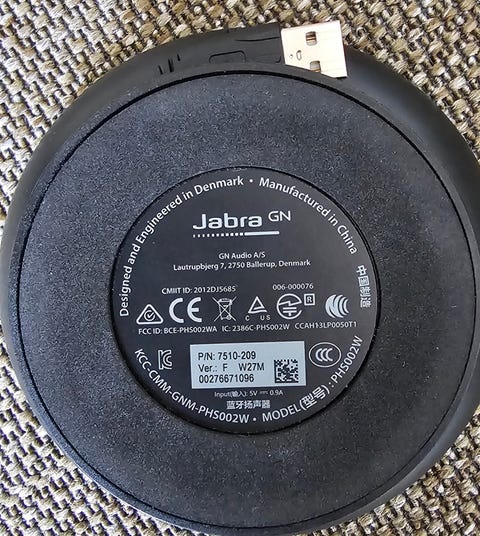 Designed and Engineered in Denmark • Manufactured in China
中国制造
Jabra GN
GN Audio A/S
Lautrupbjerg 7, 2750 Ballerup, Denmark
CMIIT ID: 2012DJ5685 006-000076
CE C US R
FCC ID: BCE-PHS002WA IC: 2386C-PHS002W CCAH13LP0050T1
P/N: 7510-209
Ver.: F W27M
00276671096
CCC
Input(输入): 5V 0.9A
蓝牙扬声器
KCC-CMM-GNM-PHS002W • MODEL(型号): PHS002W